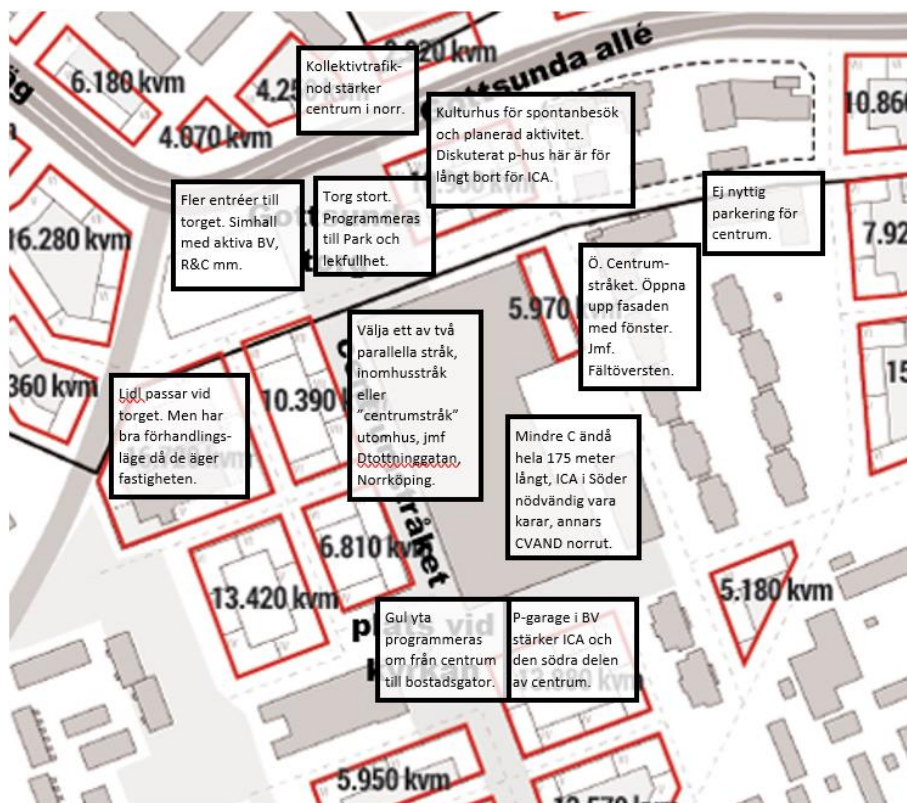 6.180 kvm
4.070 kvm
Kollektivtrafik-
nod stärker
centrum i norr.
allé
Kulturhus för spontanbesök
och planerad aktivitet.
Diskuterat p-hus här är för
långt bort för ICA.
10.860
Fler entréer till
torget. Simhall
med aktiva BV,
R&C mm.
Torg stort.
Programmeras
till Park och
lekfullhet.
Ej nyttig
parkering för
centrum.
16.280 kvm
7.92
Ö. Centrum-
stråket. Öppna
upp fasaden
med fönster.
Jmf.
Fältöversten.
5.970
Välja ett av två
parallella stråk,
inomhusstråk
eller
”centrumstråk”
utomhus, jmf
Dtottninggatan,
Norrköping.
360 kvm
10.390
Lidl passar vid
torget. Men har
bra förhandlings-
läge då de äger
fastigheten.
15
Mindre C ändå
hela 175 meter
långt, ICA i Söder
nödvändig vara
karar, annars
CVAND norrut.
6.810 kvm
13.420 kvm
5.180 kvm
Gul yta
programmeras
om från centrum
till bostadsgator.
P-garage i BV
stärker ICA och
den södra delen
av centrum.
plats vid
kyrkan
13.880 kvm
5.950 kvm